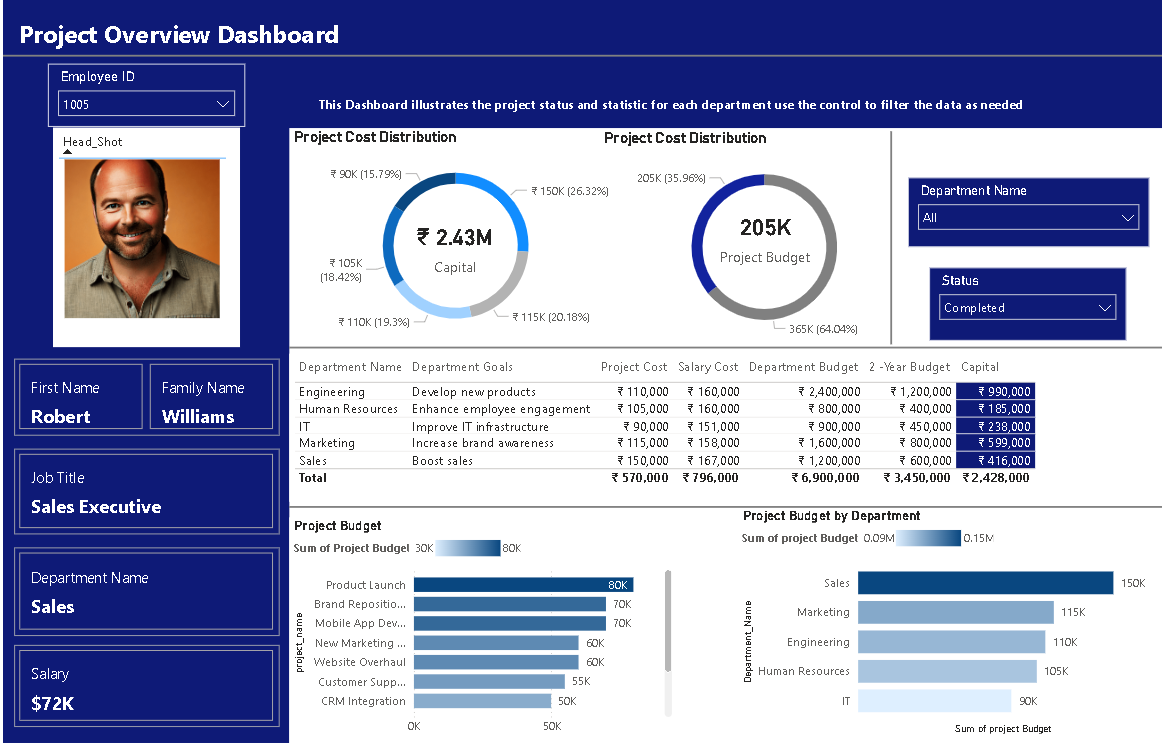 Project Overview Dashboard
Employee ID
1005
This Dashboard illustrates the project status and statistic for each department use the control to filter the data as needed
Head_Shot
First Name
Robert
Family Name
Williams
Job Title
Sales Executive
Department Name
Sales
Salary
$72K
Project Cost Distribution
₹ 90K (15.79%)
₹ 150K (26.32%)
₹ 2.43M
Capital
₹ 105K
(18.42%)
₹ 110K (19.3%)
₹ 115K (20.18%)
Project Cost Distribution
205K (35.96%)
205K
Project Budget
365K (64.04%)
Department Name
All
Status
Completed
Department Name Department Goals Project Cost Salary Cost Department Budget 2 -Year Budget Capital
Engineering Develop new products ₹ 110,000 ₹ 160,000 ₹ 2,400,000 ₹ 1,200,000 ₹ 990,000
Human Resources Enhance employee engagement ₹ 105,000 ₹ 160,000 ₹ 800,000 ₹ 400,000 ₹ 185,000
IT Improve IT infrastructure ₹ 90,000 ₹ 151,000 ₹ 900,000 ₹ 450,000 ₹ 238,000
Marketing Increase brand awareness ₹ 115,000 ₹ 158,000 ₹ 1,600,000 ₹ 800,000 ₹ 599,000
Sales Boost sales ₹ 150,000 ₹ 167,000 ₹ 1,200,000 ₹ 600,000 ₹ 416,000
Total ₹ 570,000 ₹ 796,000 ₹ 6,900,000 ₹ 3,450,000 ₹ 2,428,000
Project Budget
Sum of Project Budget 30K 80K
project_name
Product Launch 80K
Brand Repositio... 70K
Mobile App Dev... 70K
New Marketing ... 60K
Website Overhaul 60K
Customer Supp... 55K
CRM Integration 50K
0K 50K
Project Budget by Department
Sum of project Budget 0.09M 0.15M
Department_Name
Sales 150K
Marketing 115K
Engineering 110K
Human Resources 105K
IT 90K
Sum of project Budget